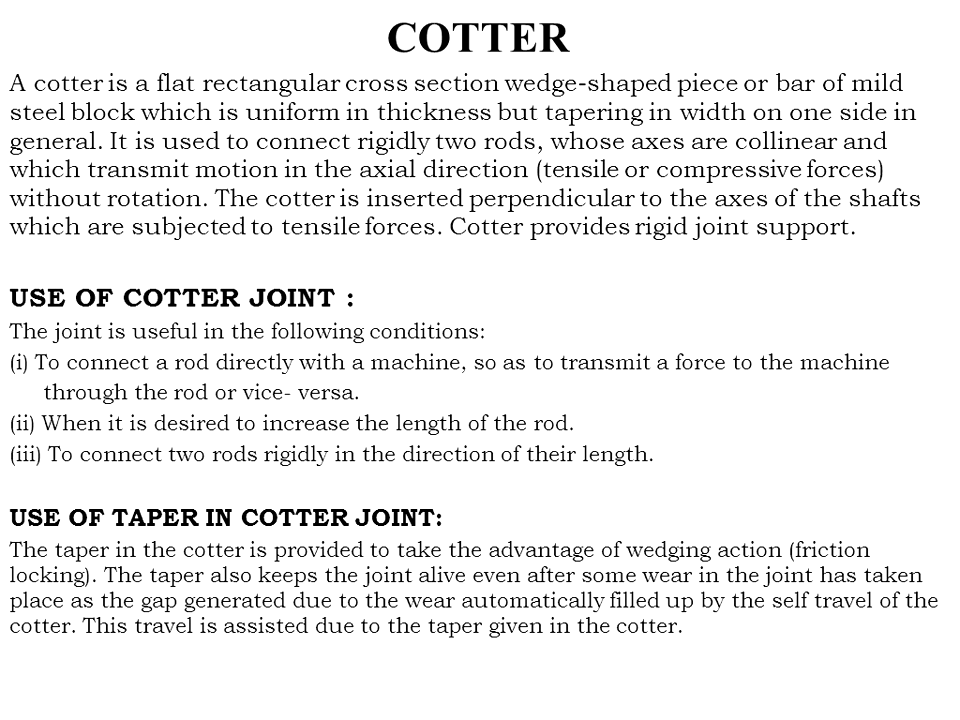 COTTER
A cotter is a flat rectangular cross section wedge-shaped piece or bar of mild
steel block which is uniform in thickness but tapering in width on one side in
general. It is used to connect rigidly two rods, whose axes are collinear and
which transmit motion in the axial direction (tensile or compressive forces)
without rotation. The cotter is inserted perpendicular to the axes of the shafts
which are subjected to tensile forces. Cotter provides rigid joint support.
USE OF COTTER JOINT :
The joint is useful in the following conditions:
(i) To connect a rod directly with a machine, so as to transmit a force to the machine
through the rod or vice- versa.
(ii) When it is desired to increase the length of the rod.
(iii) To connect two rods rigidly in the direction of their length.
USE OF TAPER IN COTTER JOINT:
The taper in the cotter is provided to take the advantage of wedging action (friction
locking). The taper also keeps the joint alive even after some wear in the joint has taken
place as the gap generated due to the wear automatically filled up by the self travel of the
cotter. This travel is assisted due to the taper given in the cotter.